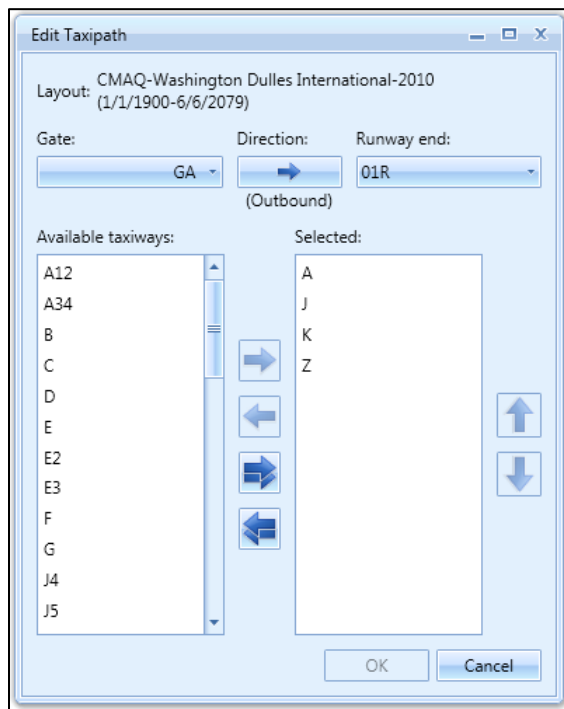 Edit Taxipath
Layout: CMAQ-Washington Dulles International-2010
(1/1/1900-6/6/2079)
Gate: Direction: Runway end:
GA 01R
(Outbound)
Available taxiways: Selected:
A12 A
A34 J
B K
C Z
D
E
E2
E3
F
G
J4
J5
OK Cancel